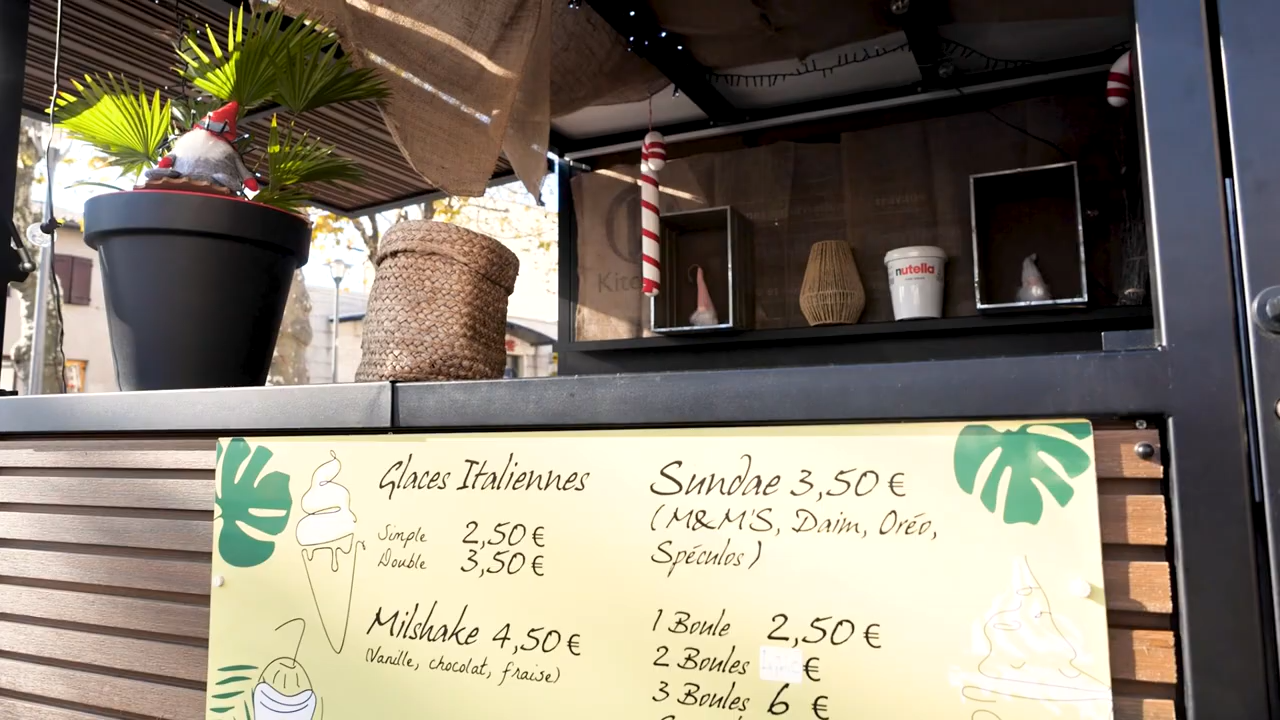 nutella
Glaces Italiennes
Simple 2,50 €
Double 3,50 €
Milshake 4,50 €
(Vanille, chocolat, fraise)
Sundae 3,50 €
(M&M'S, Daim, Oréo,
Spéculos)
1 Boule 2,50 €
2 Boules €
3 Boules 6 €